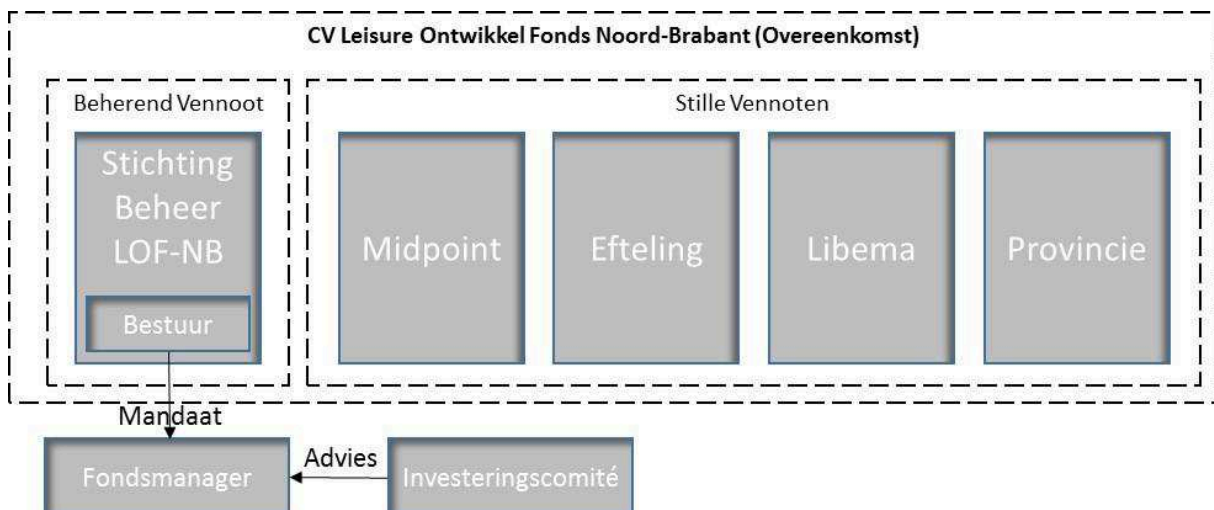 CV Leisure Ontwikkel Fonds Noord-Brabant (Overeenkomst)
Beherend Vennoot
Stille Vennoten
Stichting
Beheer
LOF-NB
Bestuur
Midpoint
Efteling
Libema
Provincie
Mandaat
Fondsmanager
Advies
Investeringscomité